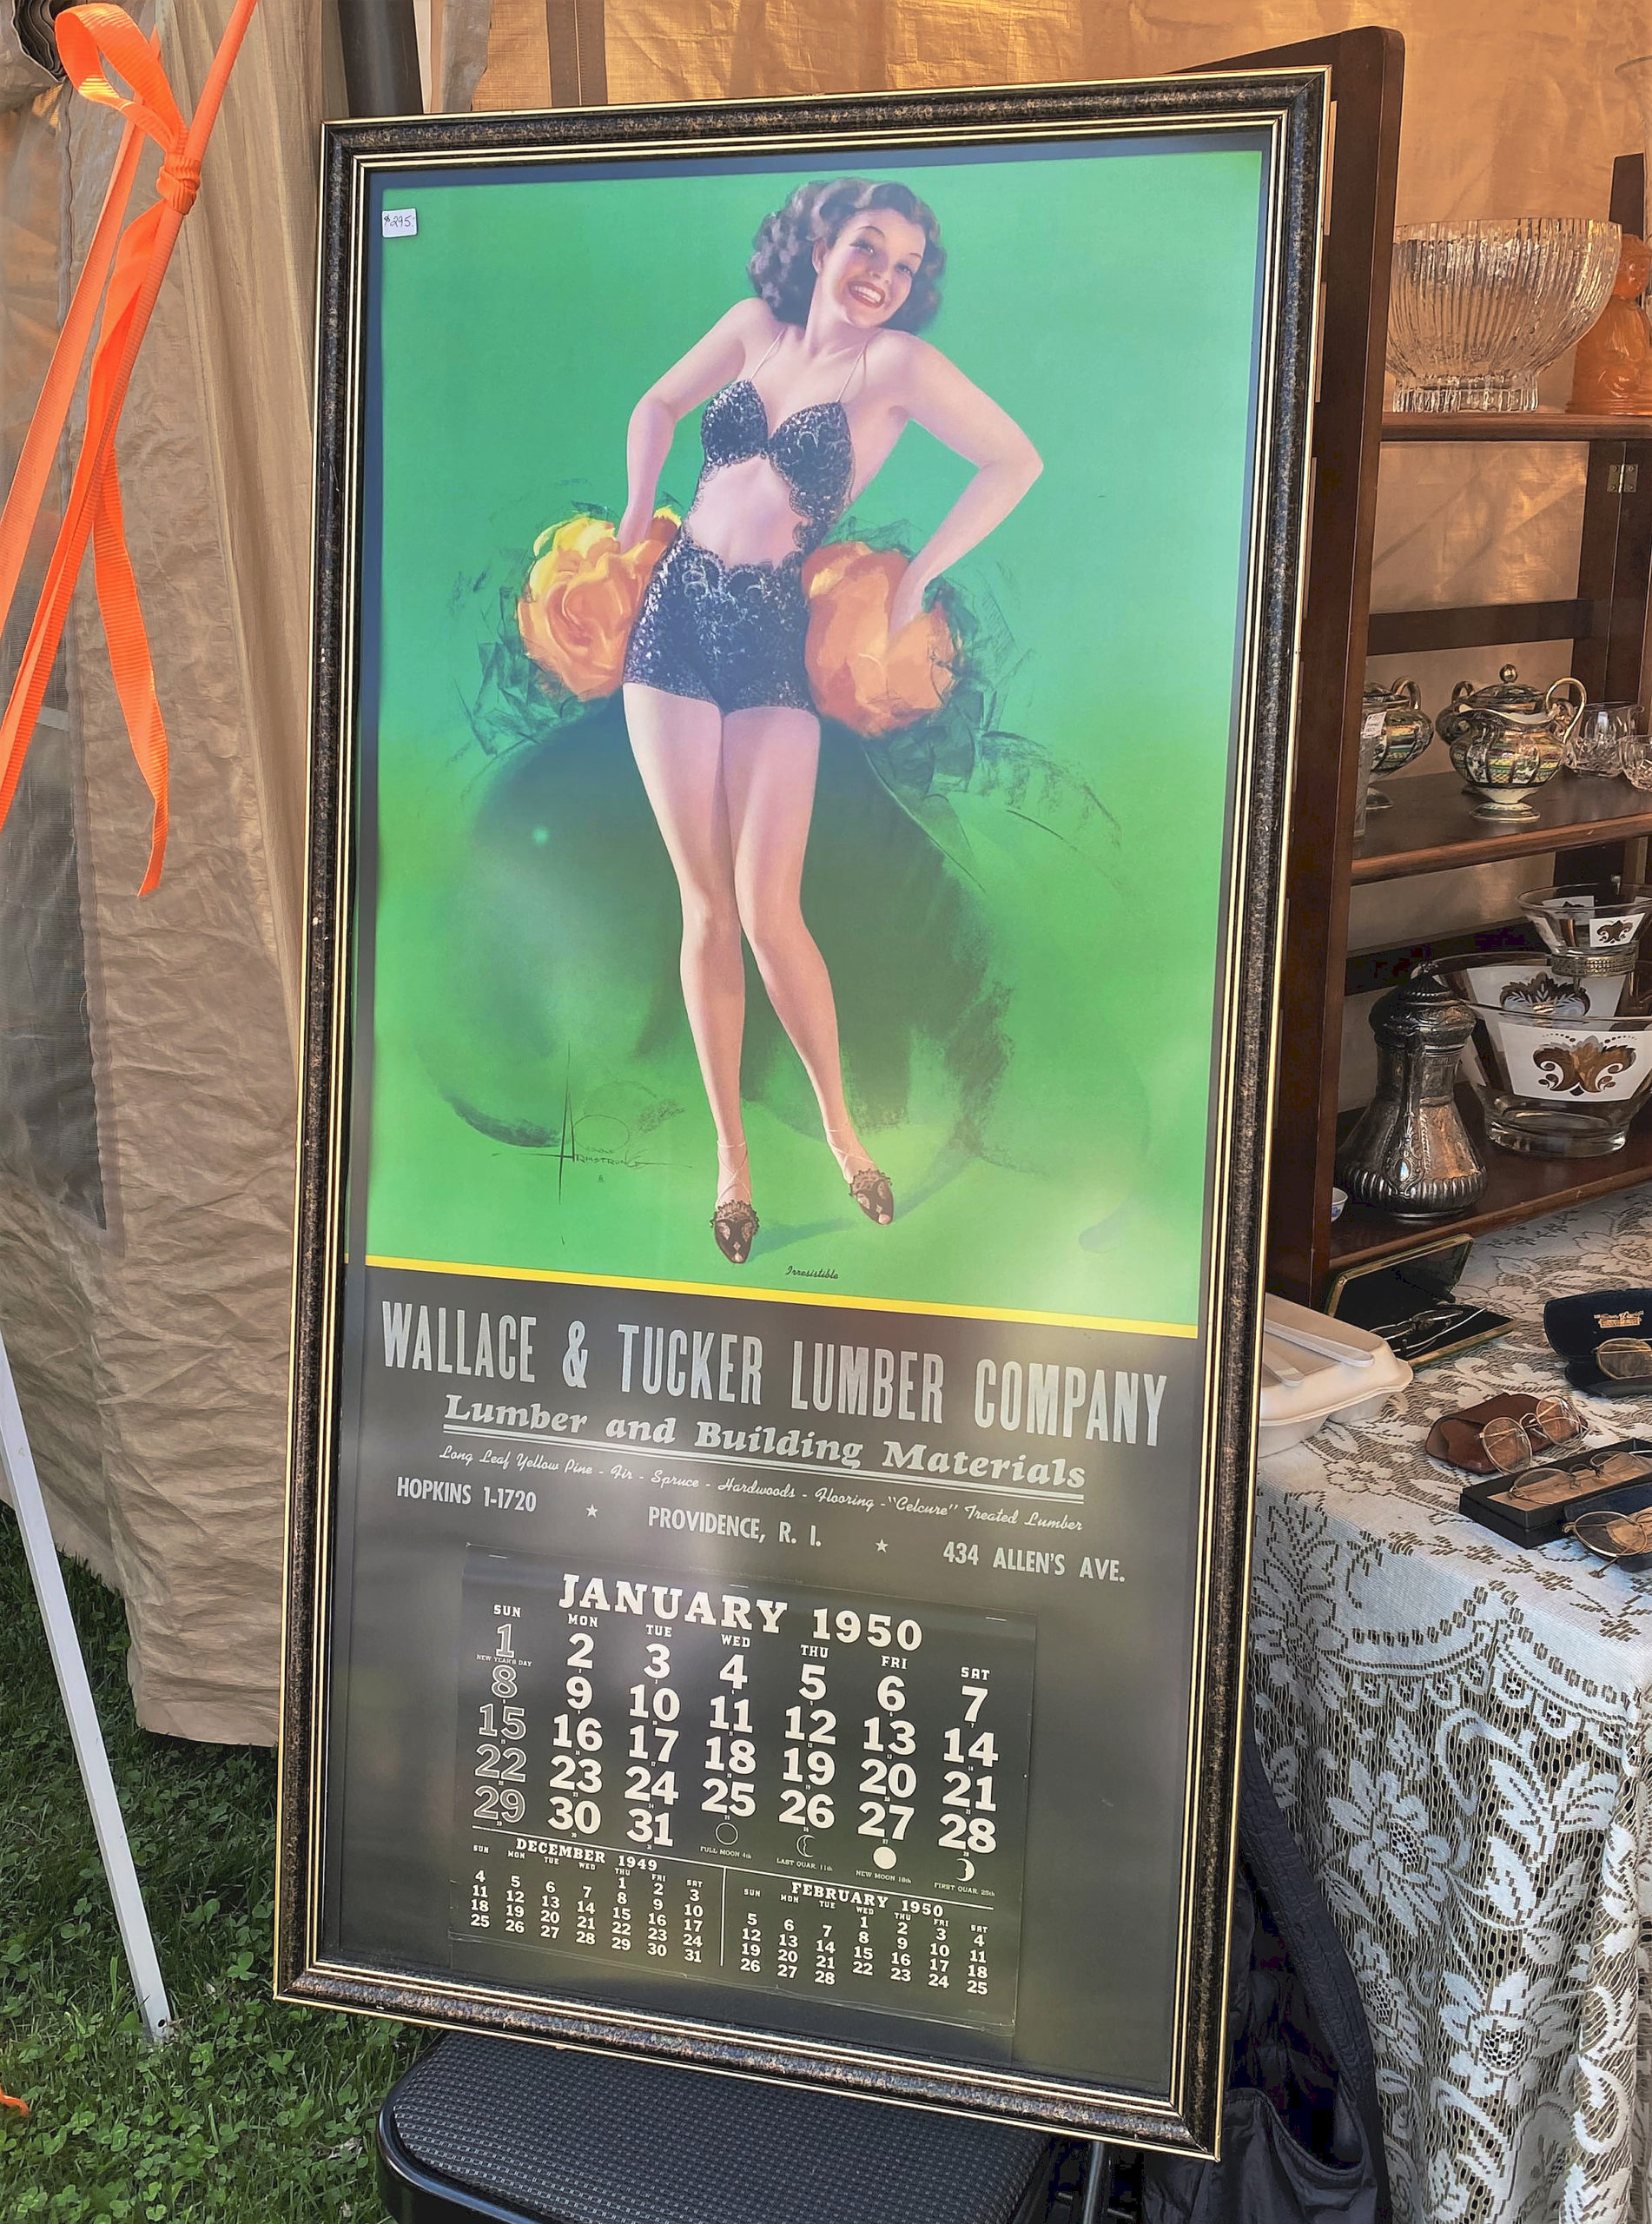 $295-
ARMSTRONG
Irresistible
WALLACE & TUCKER LUMBER COMPANY
Lumber and Building Materials
Long Leaf Yellow Pine - Fir - Spruce - Hardwoods - Flooring - "Celcure" Treated Lumber
HOPKINS 1-1720 ★ PROVIDENCE, R. I. ★ 434 ALLEN'S AVE.
JANUARY 1950
SUN MON TUE WED THU FRI SAT
1 2 3 4 5 6 7
NEW YEAR'S DAY
8 9 10 11 12 13 14
15 16 17 18 19 20 21
22 23 24 25 26 27 28
29 30 31
FULL MOON 4th LAST QUAR. 11th NEW MOON 18th FIRST QUAR. 25th
DECEMBER 1949
SUN MON TUE WED THU FRI SAT
1 2 3
4 5 6 7 8 9 10
11 12 13 14 15 16 17
18 19 20 21 22 23 24
25 26 27 28 29 30 31
FEBRUARY 1950
SUN MON TUE WED THU FRI SAT
1 2 3 4
5 6 7 8 9 10 11
12 13 14 15 16 17 18
19 20 21 22 23 24 25
26 27 28